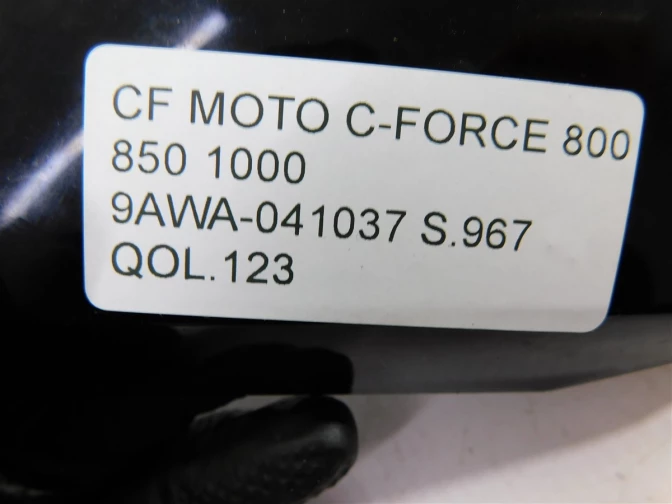 CF MOTO C-FORCE 800
850 1000
9AWA-041037 S.967
QOL.123